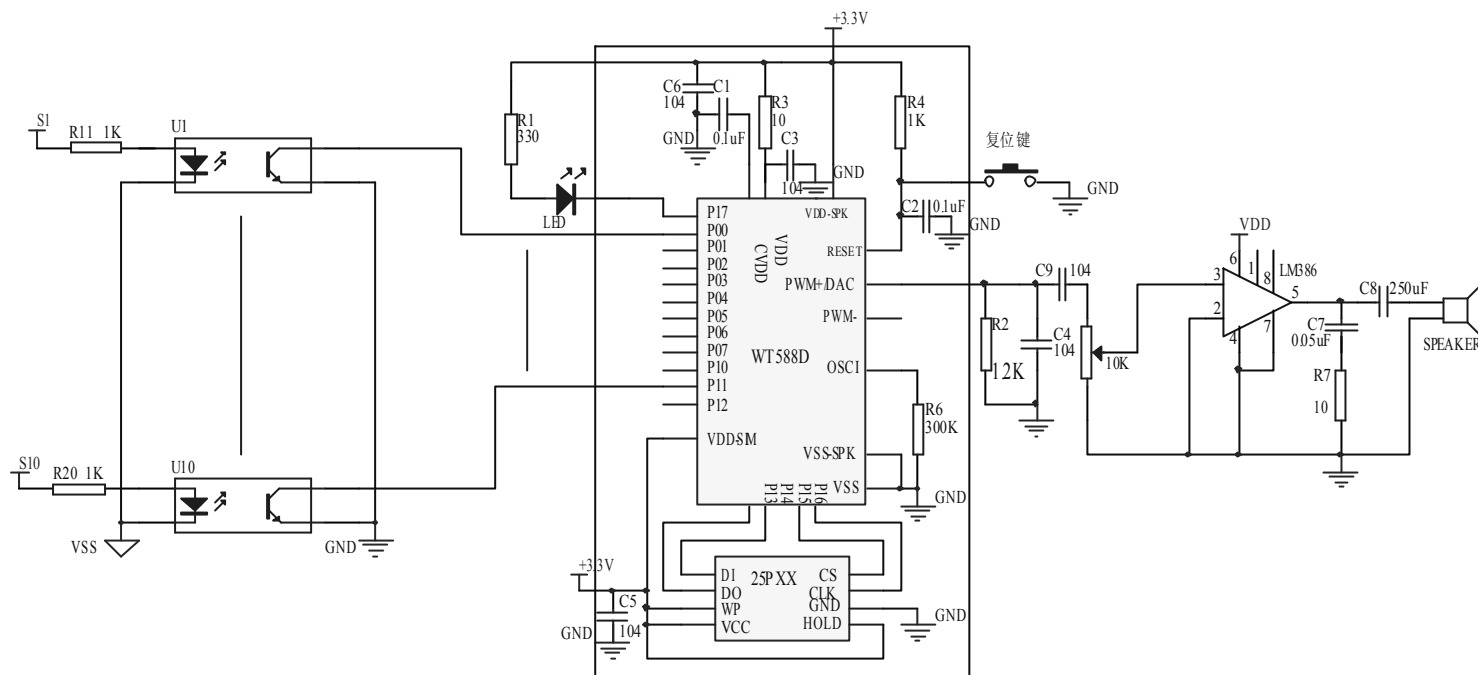 +3.3V
S1
R11 1K
U1
R1
330
LED
C6
104
C1
0.1uF
GND
R3
10
C3
104
GND
R4
1K
复位键
GND
C2
0.1uF
GND
P17
P00
P01
P02
P03
P04
P05
P06
P07
P10
P11
P12
VDD-SIM
CVDD
VDD
VDD-SPK
RESET
PWM+/DAC
PWM-
WT588D
OSCI
VSS-SPK
VSS
P13
P14
P15
P16
R6
300K
GND
R2
12K
C4
104
C9
104
10K
VDD
6
1
8
LM386
3
2
4
7
5
C8
250uF
C7
0.05uF
R7
10
SPEAKER
S10
R20 1K
U10
VSS
GND
+3.3V
C5
104
GND
25PXX
DI
DO
WP
VCC
CS
CLK
GND
HOLD
GND